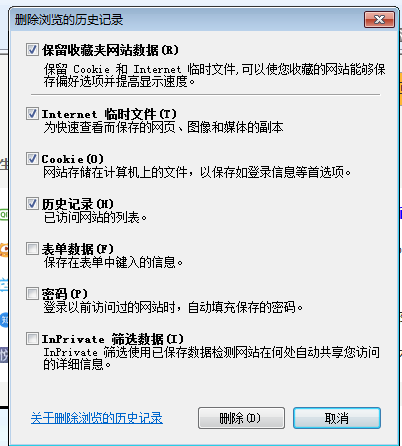 删除浏览的历史记录
保留收藏夹网站数据(R)
保留 Cookie 和 Internet 临时文件,可以使您收藏的网站能够保
存偏好选项并提高显示速度。
Internet 临时文件(T)
为快速查看而保存的网页、图像和媒体的副本
Cookie(O)
网站存储在计算机上的文件，以保存如登录信息等首选项。
历史记录(H)
已访问网站的列表。
表单数据(F)
保存在表单中键入的信息。
密码(P)
登录以前访问过的网站时，自动填充保存的密码。
InPrivate 筛选数据(I)
InPrivate 筛选使用已保存数据检测网站在何处自动共享您访问
的详细信息。
关于删除浏览的历史记录
删除(D)
取消